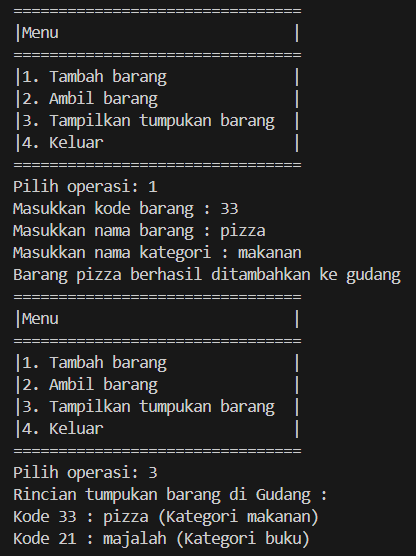 ================================
|Menu                          |
================================
|1. Tambah barang              |
|2. Ambil barang               |
|3. Tampilkan tumpukan barang  |
|4. Keluar                     |
================================
Pilih operasi: 1
Masukkan kode barang : 33
Masukkan nama barang : pizza
Masukkan nama kategori : makanan
Barang pizza berhasil ditambahkan ke gudang
================================
|Menu                          |
================================
|1. Tambah barang              |
|2. Ambil barang               |
|3. Tampilkan tumpukan barang  |
|4. Keluar                     |
================================
Pilih operasi: 3
Rincian tumpukan barang di Gudang :
Kode 33 : pizza (Kategori makanan)
Kode 21 : majalah (Kategori buku)